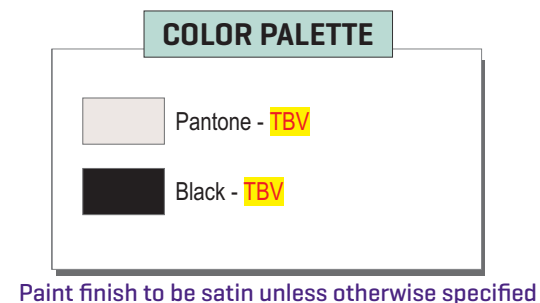 COLOR PALETTE
Pantone - TBV
Black - TBV
Paint finish to be satin unless otherwise specified